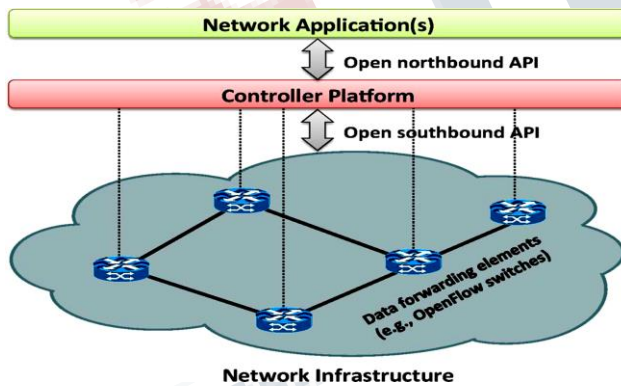 Network Application(s)
Open northbound API
Controller Platform
Open southbound API
Data forwarding elements
(e.g., OpenFlow switches)
Network Infrastructure